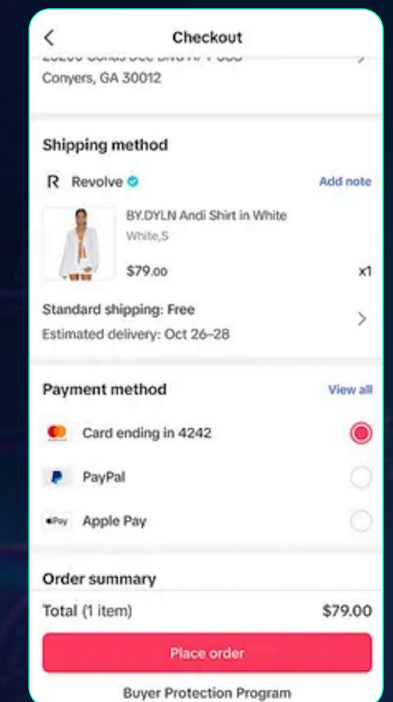 Checkout
Conyers, GA 30012
Shipping method
R Revolve
Add note
BY.DYLN Andi Shirt in White
White,S
$79.00
x1
Standard shipping: Free
Estimated delivery: Oct 26–28
Payment method
View all
Card ending in 4242
PayPal
Pay Apple Pay
Order summary
Total (1 item)
$79.00
Place order
Buyer Protection Program